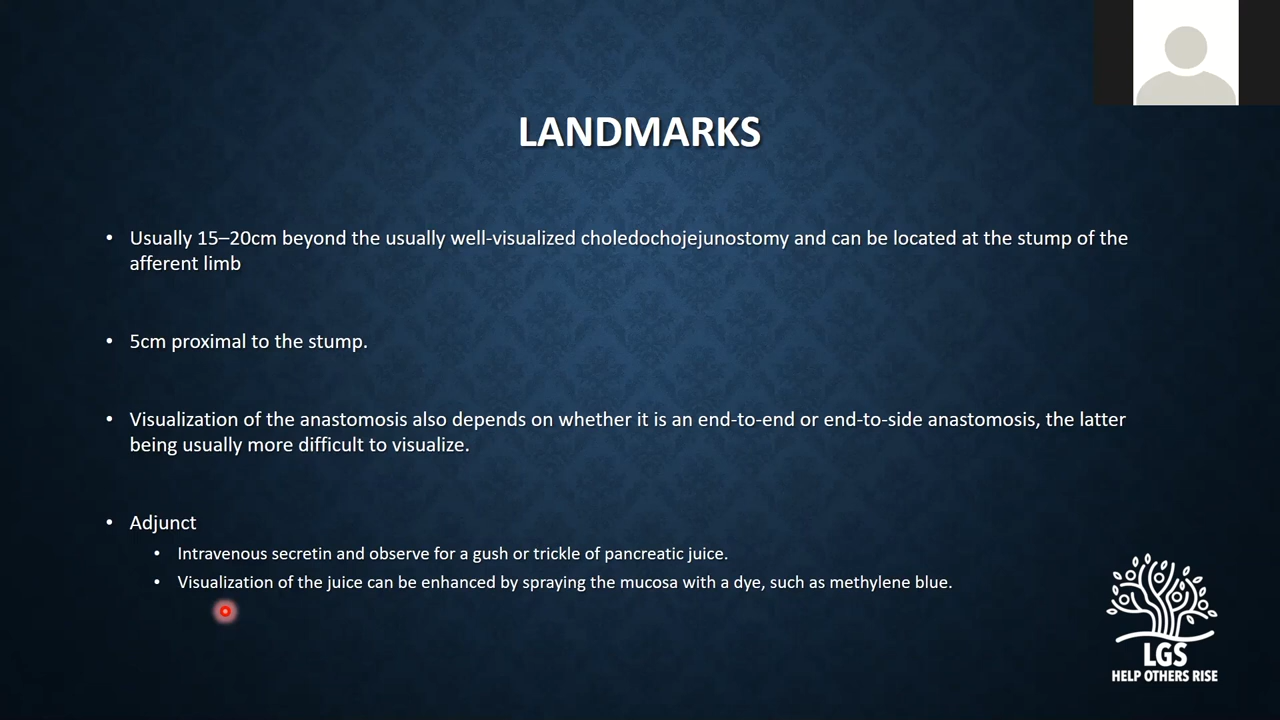 LANDMARKS
• Usually 15–20cm beyond the usually well-visualized choledochojejunostomy and can be located at the stump of the
afferent limb
• 5cm proximal to the stump.
• Visualization of the anastomosis also depends on whether it is an end-to-end or end-to-side anastomosis, the latter
being usually more difficult to visualize.
• Adjunct
• Intravenous secretin and observe for a gush or trickle of pancreatic juice.
• Visualization of the juice can be enhanced by spraying the mucosa with a dye, such as methylene blue.
LGS
HELP OTHERS RISE